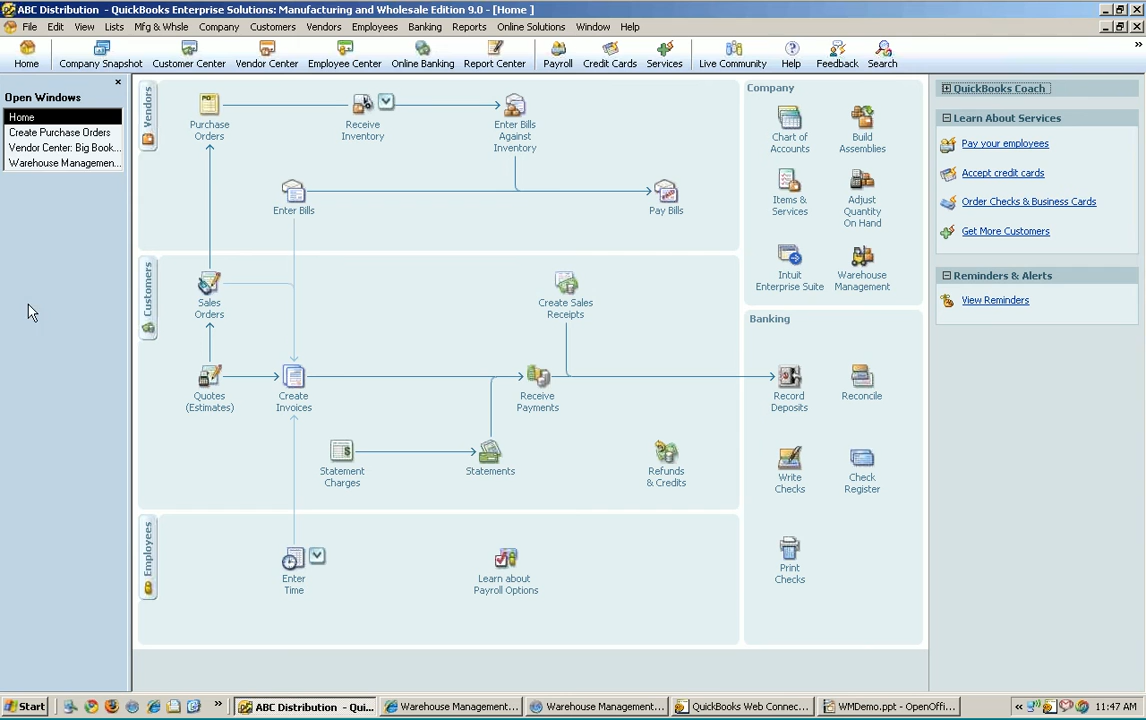 ABC Distribution - QuickBooks Enterprise Solutions: Manufacturing and Wholesale Edition 9.0 - [Home ]
File Edit View Lists Mfg & Whsle Company Customers Vendors Employees Banking Reports Online Solutions Window Help
Home Company Snapshot Customer Center Vendor Center Employee Center Online Banking Report Center Payroll Credit Cards Services Live Community Help Feedback Search
Open Windows
Home
Create Purchase Orders
Vendor Center: Big Book...
Warehouse Managemen...
Vendors
Purchase
Orders
Receive
Inventory
Enter Bills
Against
Inventory
Enter Bills
Pay Bills
Customers
Sales
Orders
Create Sales
Receipts
Quotes
(Estimates)
Create
Invoices
Receive
Payments
Statement
Charges
Statements
Refunds
& Credits
Employees
Enter
Time
Learn about
Payroll Options
Company
Chart of
Accounts
Build
Assemblies
Items &
Services
Adjust
Quantity
On Hand
Intuit
Enterprise Suite
Warehouse
Management
Banking
Record
Deposits
Reconcile
Write
Checks
Check
Register
Print
Checks
QuickBooks Coach
Learn About Services
Pay your employees
Accept credit cards
Order Checks & Business Cards
Get More Customers
Reminders & Alerts
View Reminders
Start ABC Distribution - Qui... Warehouse Management... Warehouse Management... QuickBooks Web Connec... WMDemo.ppt - OpenOffi... 11:47 AM